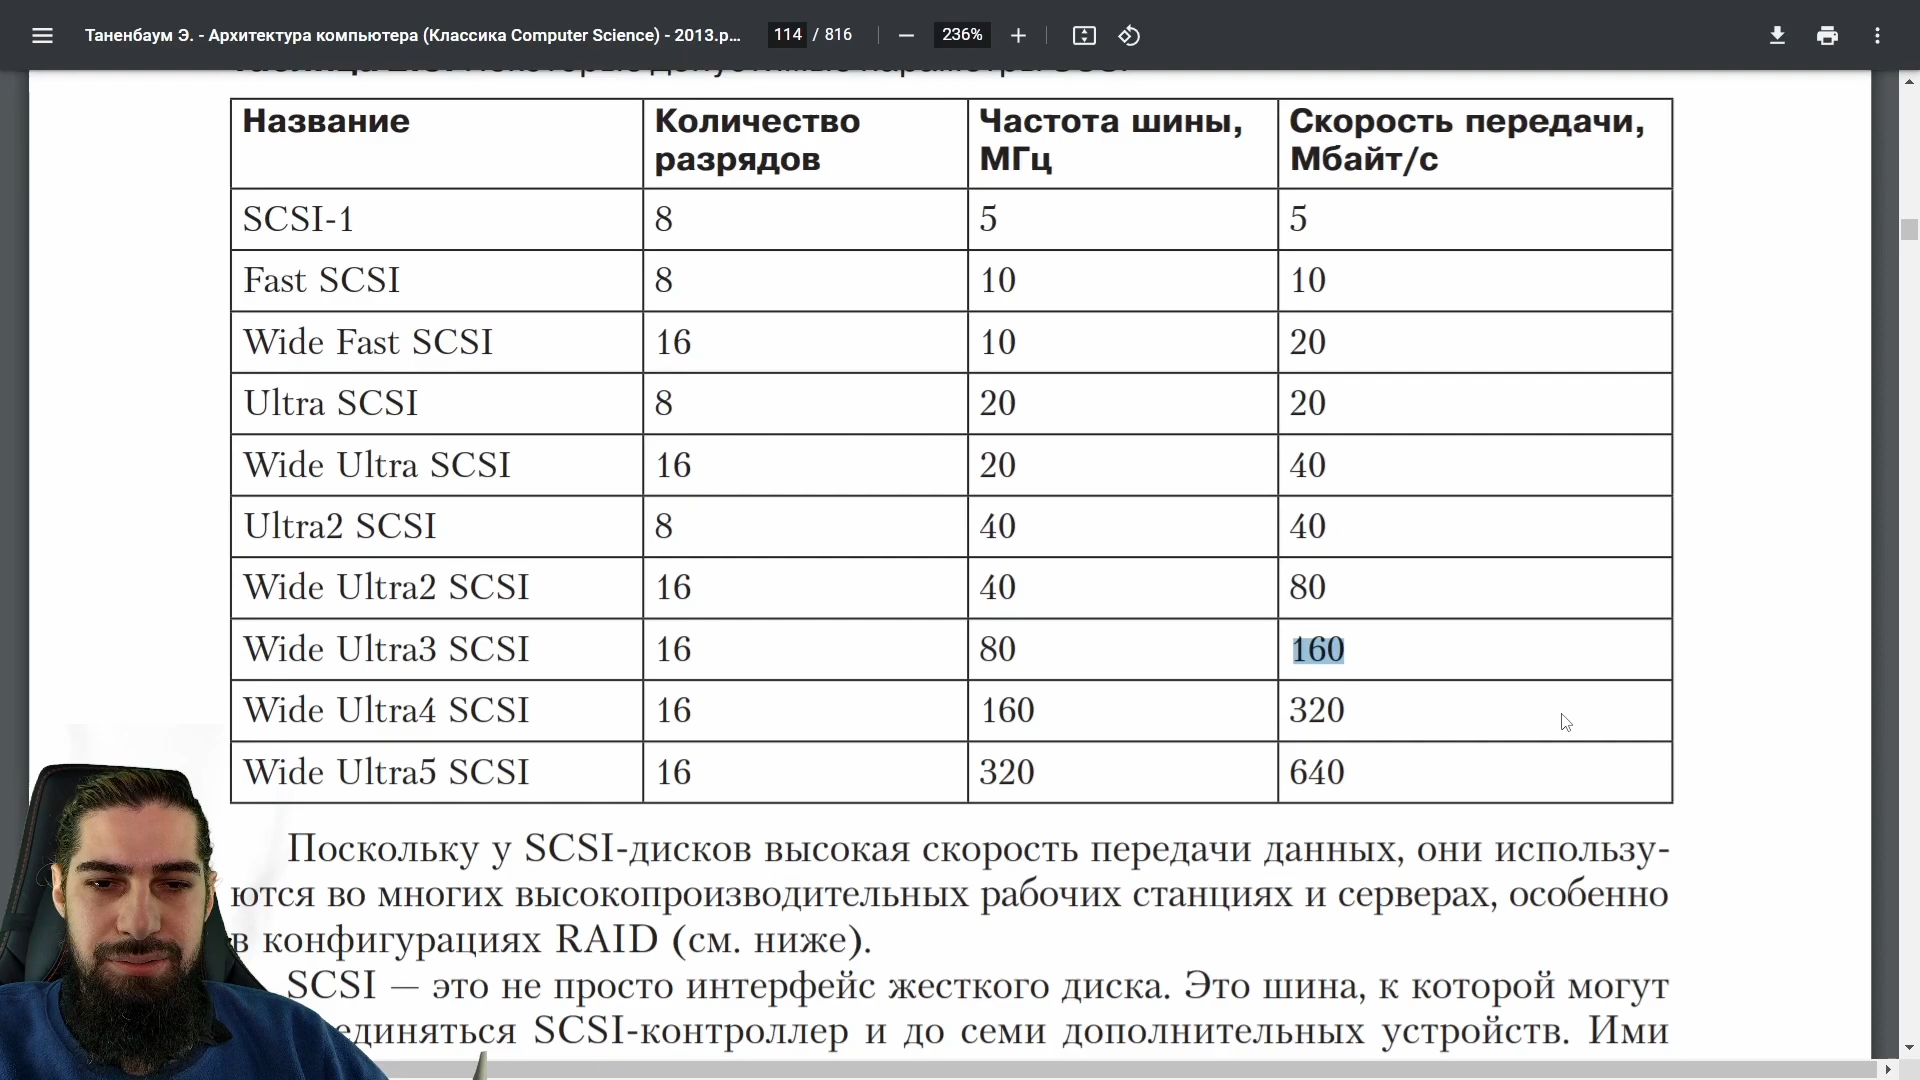 Таненбаум Э. - Архитектура компьютера (Классика Computer Science) - 2013.p...
114 / 816
236%
Название
Количество разрядов
Частота шины, МГц
Скорость передачи, Мбайт/с
SCSI-1 8 5 5
Fast SCSI 8 10 10
Wide Fast SCSI 16 10 20
Ultra SCSI 8 20 20
Wide Ultra SCSI 16 20 40
Ultra2 SCSI 8 40 40
Wide Ultra2 SCSI 16 40 80
Wide Ultra3 SCSI 16 80 160
Wide Ultra4 SCSI 16 160 320
Wide Ultra5 SCSI 16 320 640
Поскольку у SCSI-дисков высокая скорость передачи данных, они использу-
ются во многих высокопроизводительных рабочих станциях и серверах, особенно
в конфигурациях RAID (см. ниже).
SCSI — это не просто интерфейс жесткого диска. Это шина, к которой могут
единяться SCSI-контроллер и до семи дополнительных устройств. Ими